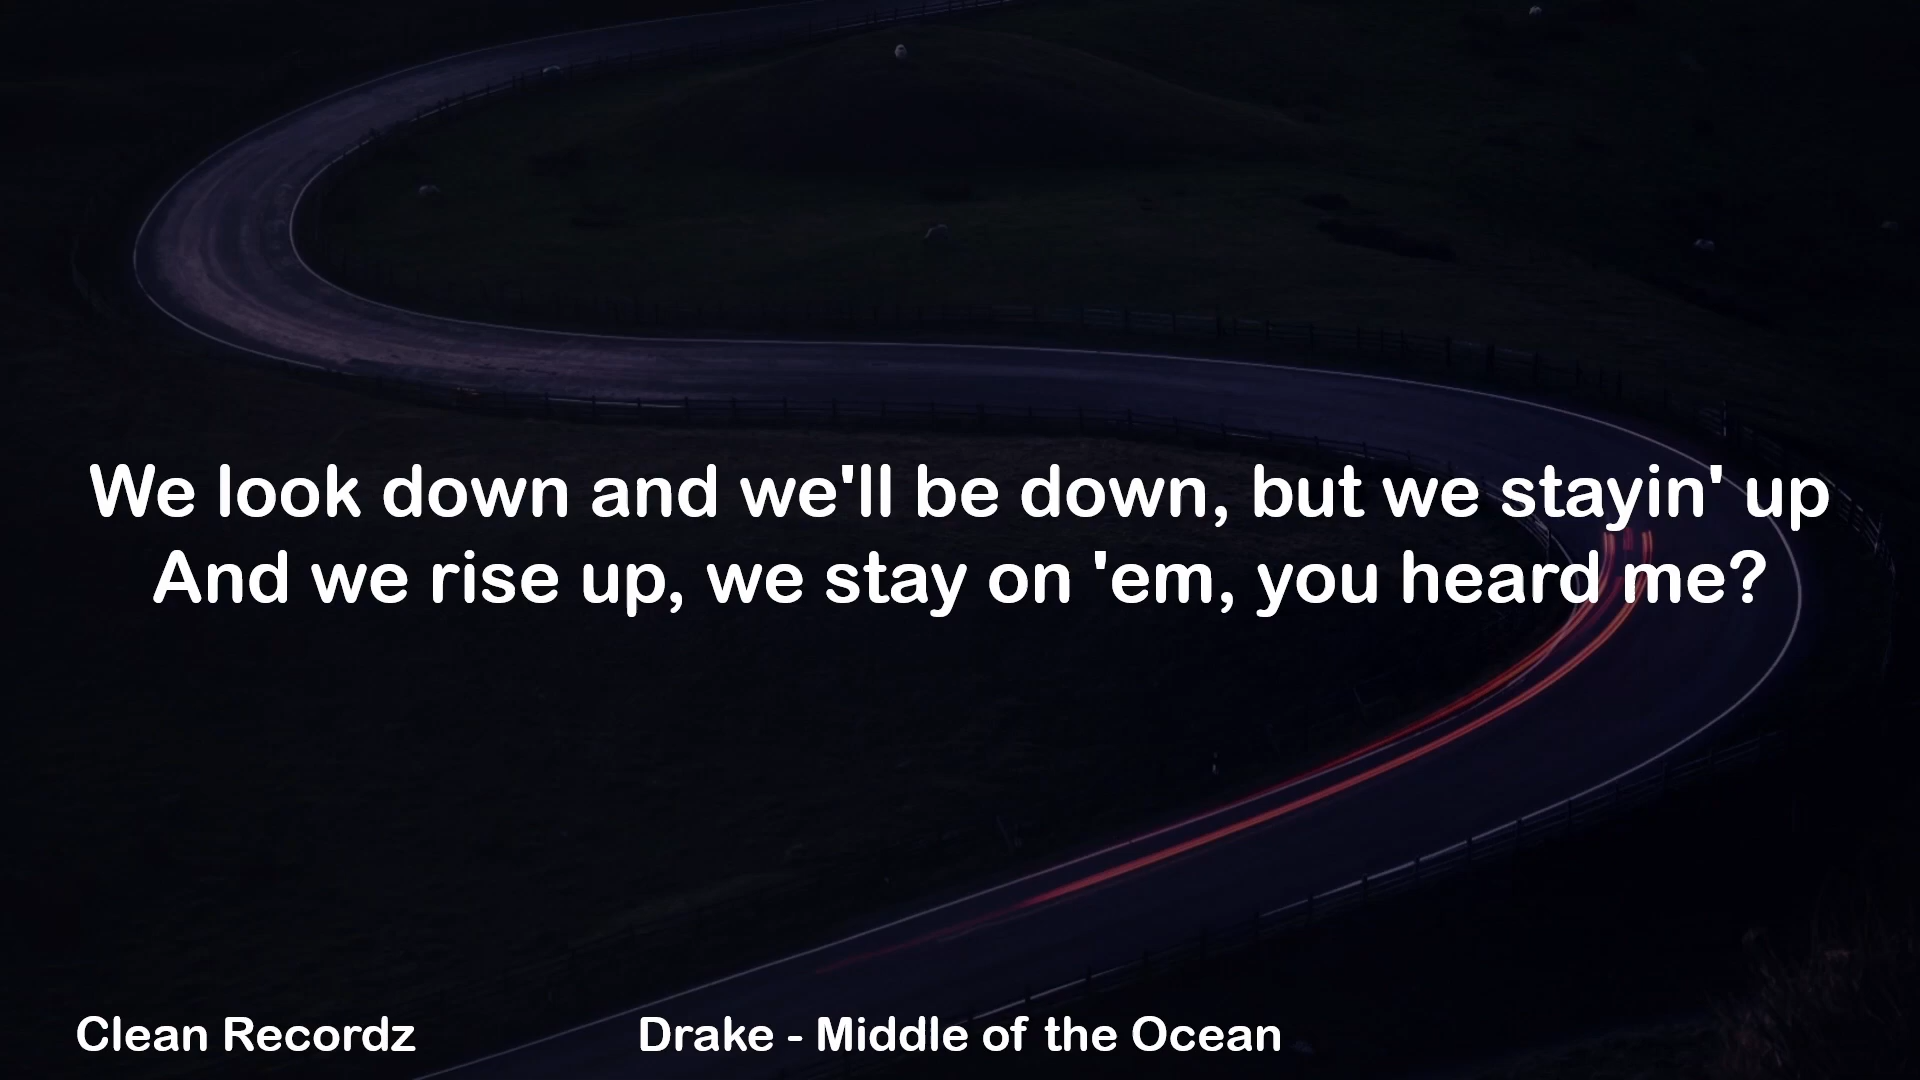 We look down and we'll be down, but we stayin' up
And we rise up, we stay on 'em, you heard me?
Clean Recordz
Drake - Middle of the Ocean